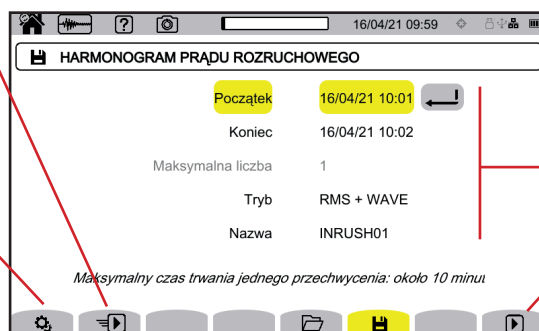 16/04/21 09:59
HARMONOGRAM PRĄDU ROZRUCHOWEGO
Początek 16/04/21 10:01
Koniec 16/04/21 10:02
Maksymalna liczba 1
Tryb RMS + WAVE
Nazwa INRUSH01
Maksymalny czas trwania jednego przechwycenia: około 10 minut